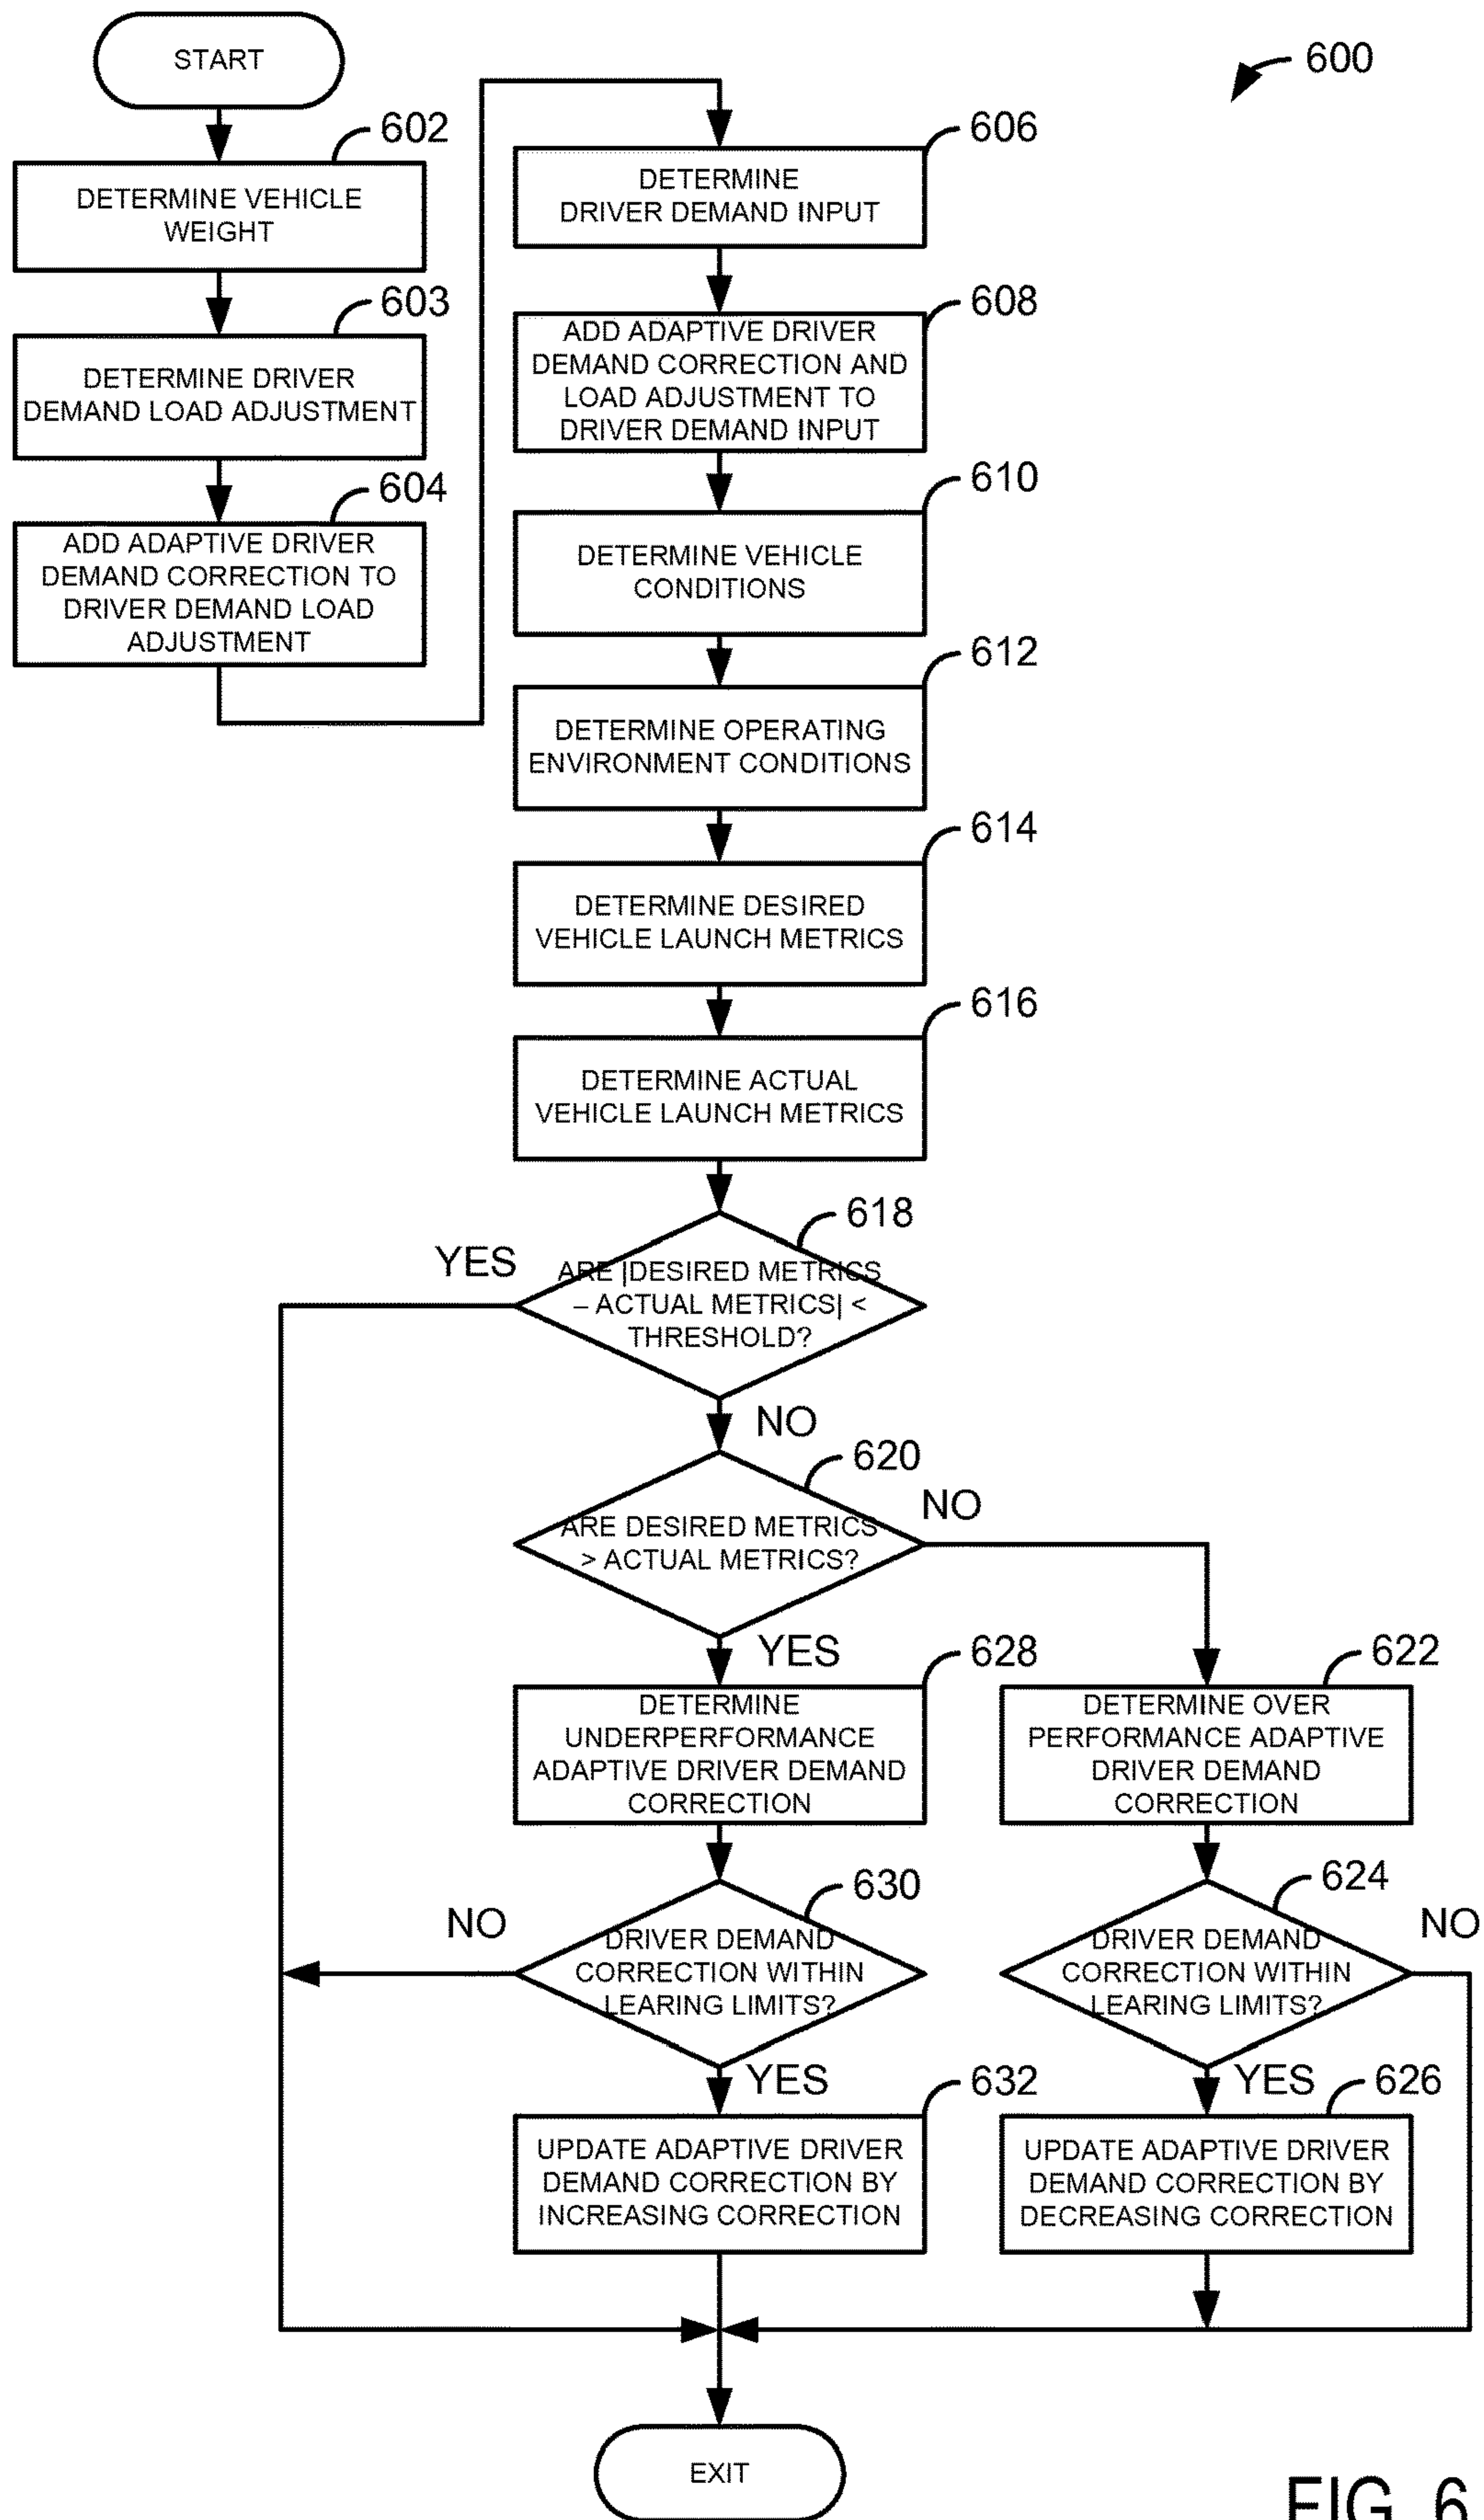 START
600
602
DETERMINE VEHICLE
WEIGHT
603
DETERMINE DRIVER
DEMAND LOAD ADJUSTMENT
604
ADD ADAPTIVE DRIVER
DEMAND CORRECTION TO
DRIVER DEMAND LOAD
ADJUSTMENT
606
DETERMINE
DRIVER DEMAND INPUT
608
ADD ADAPTIVE DRIVER
DEMAND CORRECTION AND
LOAD ADJUSTMENT TO
DRIVER DEMAND INPUT
610
DETERMINE VEHICLE
CONDITIONS
612
DETERMINE OPERATING
ENVIRONMENT CONDITIONS
614
DETERMINE DESIRED
VEHICLE LAUNCH METRICS
616
DETERMINE ACTUAL
VEHICLE LAUNCH METRICS
618
YES
ARE |DESIRED METRICS
– ACTUAL METRICS| <
THRESHOLD?
NO
620
NO
ARE DESIRED METRICS
> ACTUAL METRICS?
YES
628
DETERMINE
UNDERPERFORMANCE
ADAPTIVE DRIVER DEMAND
CORRECTION
622
DETERMINE OVER
PERFORMANCE ADAPTIVE
DRIVER DEMAND
CORRECTION
630
NO
DRIVER DEMAND
CORRECTION WITHIN
LEARING LIMITS?
YES
624
NO
DRIVER DEMAND
CORRECTION WITHIN
LEARING LIMITS?
YES
632
UPDATE ADAPTIVE DRIVER
DEMAND CORRECTION BY
INCREASING CORRECTION
626
UPDATE ADAPTIVE DRIVER
DEMAND CORRECTION BY
DECREASING CORRECTION
EXIT
FIG. 6